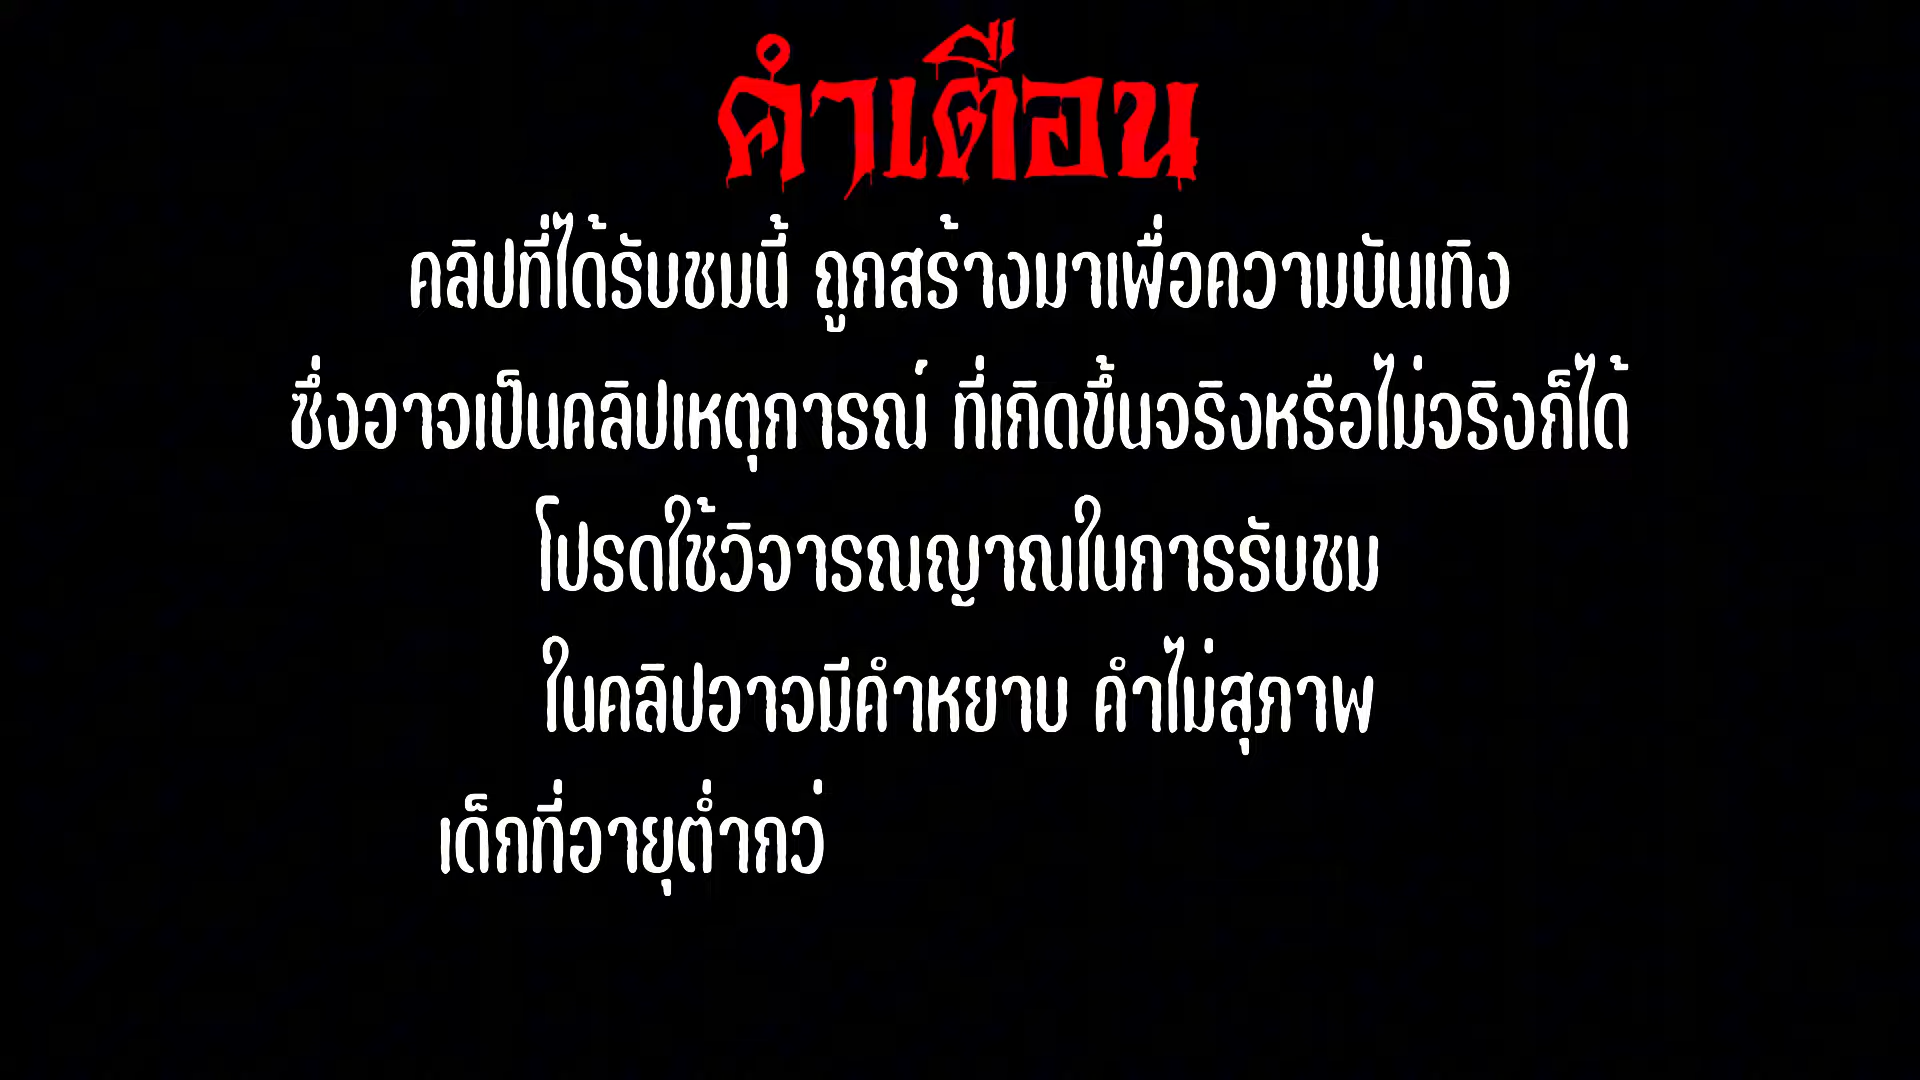 คำเตือน
คลิปที่ได้รับชมนี้ ถูกสร้างมาเพื่อความบันเทิง
ซึ่งอาจเป็นคลิปเหตุการณ์ ที่เกิดขึ้นจริงหรือไม่จริงก็ได้
โปรดใช้วิจารณญาณในการรับชม
ในคลิปอาจมีคำหยาบ คำไม่สุภาพ
เด็กที่อายุต่ำกว่